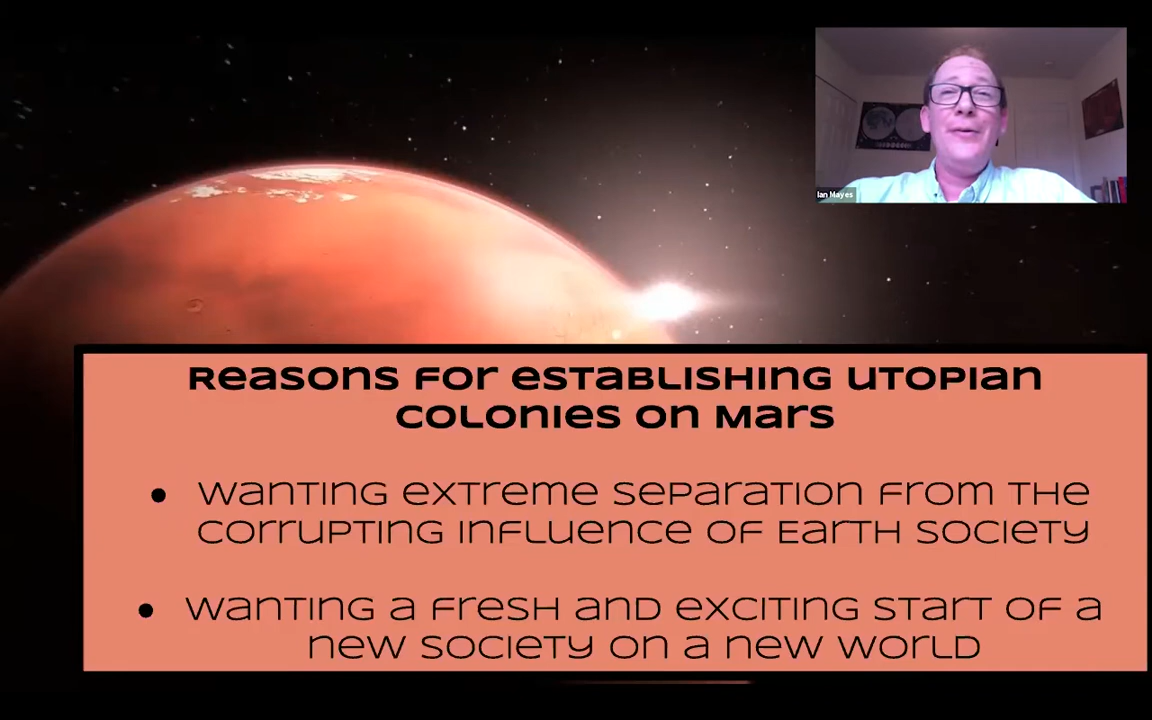 Ian Mayes
Reasons for establishing utopian
colonies on Mars
• Wanting extreme separation from the
corrupting influence of Earth society
• Wanting a fresh and exciting start of a
new society on a new world